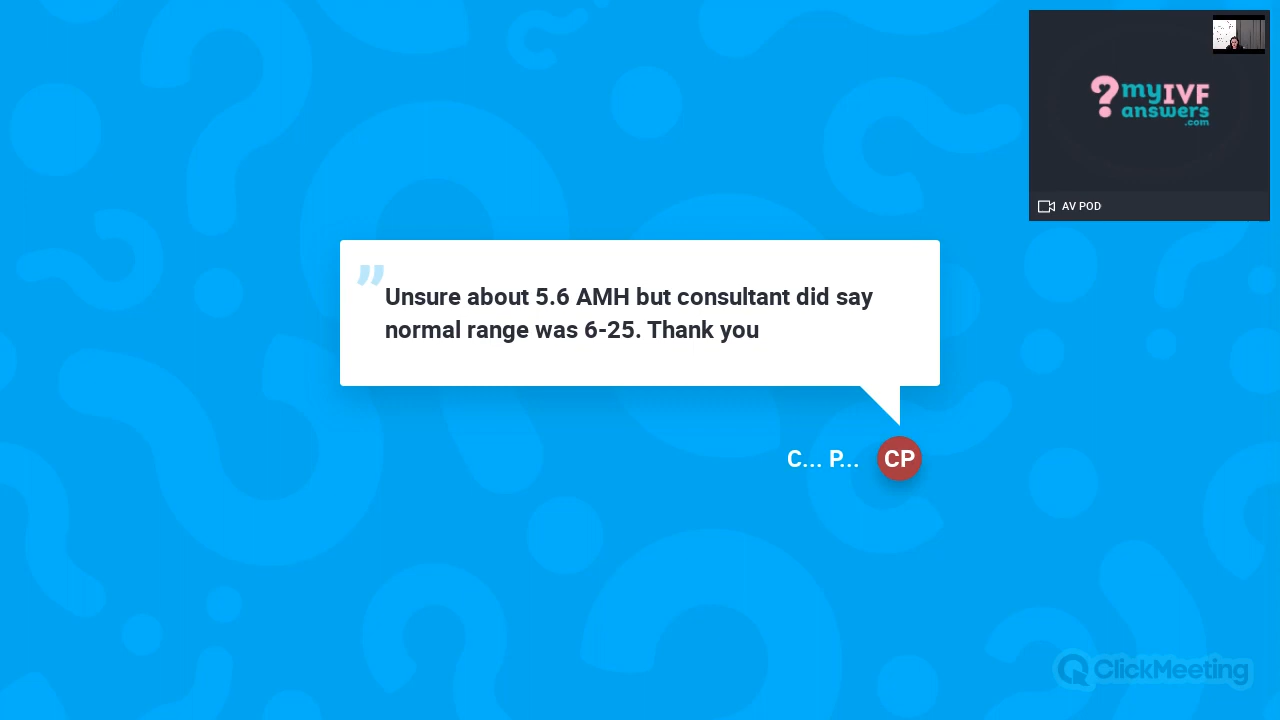 ?myIVF
answers
.com
AV POD
Unsure about 5.6 AMH but consultant did say
normal range was 6-25. Thank you
C... P... CP
ClickMeeting